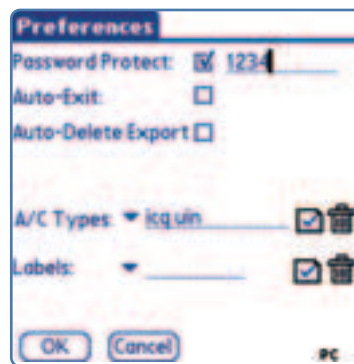 Preferences
Password Protect: 1234
Auto-Exit:
Auto-Delete Export
A/C Types: icq uin
Labels:
OK Cancel
PC